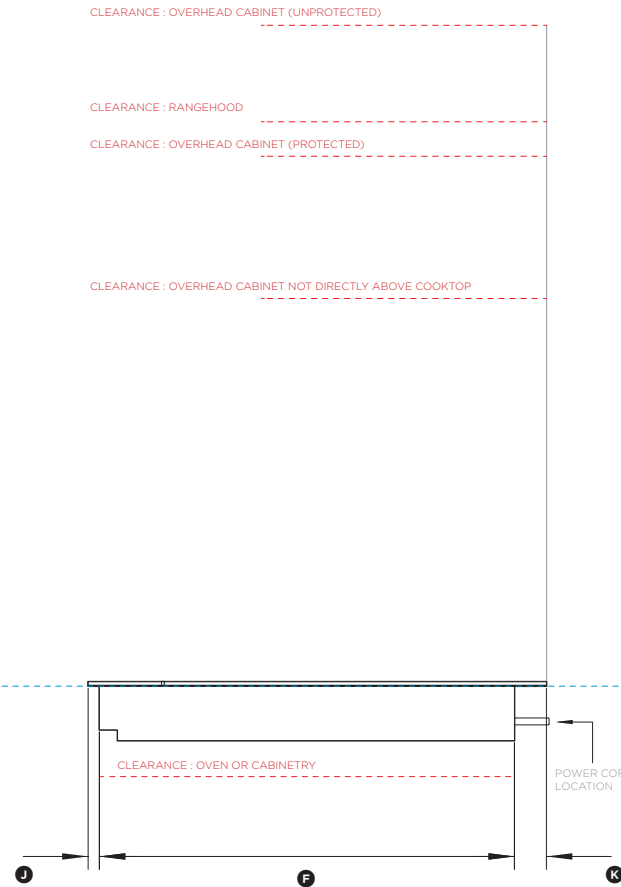 CLEARANCE : OVERHEAD CABINET (UNPROTECTED)
CLEARANCE : RANGEHOOD
CLEARANCE : OVERHEAD CABINET (PROTECTED)
CLEARANCE : OVERHEAD CABINET NOT DIRECTLY ABOVE COOKTOP
CLEARANCE : OVEN OR CABINETRY
POWER
LOCATION
J
F
K